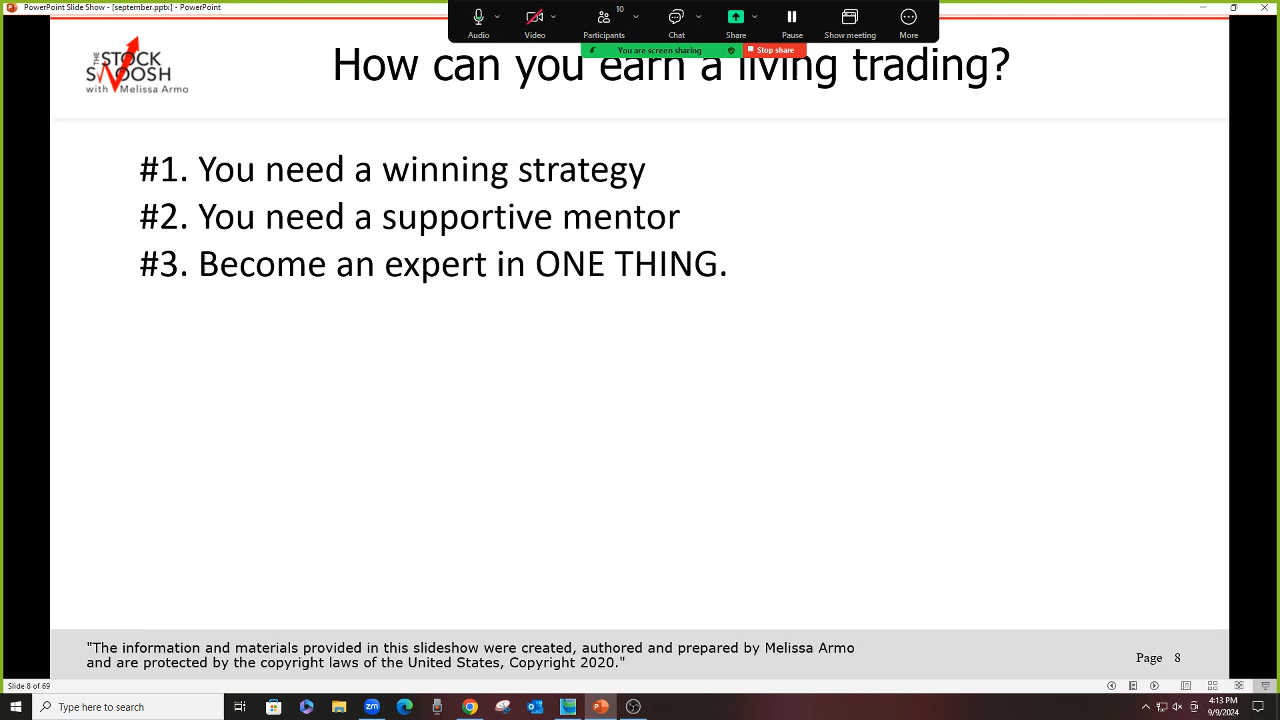 PowerPoint Slide Show - [september.pptx] - PowerPoint
Audio
Video
10
Participants
Chat
Share
Pause
Show meeting
More
You are screen sharing
Stop share
THE STOCK
SWOOSH
with Melissa Armo
How can you earn a living trading?
#1. You need a winning strategy
#2. You need a supportive mentor
#3. Become an expert in ONE THING.
"The information and materials provided in this slideshow were created, authored and prepared by Melissa Armo
and are protected by the copyright laws of the United States, Copyright 2020."
Page 8
Slide 8 of 69
Type here to search
4:13 PM
9/9/2024